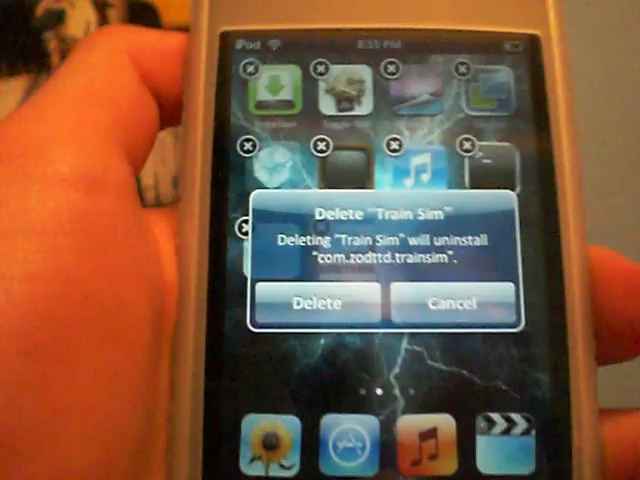 iPod 8:55 PM
Delete "Train Sim"
Deleting "Train Sim" will uninstall
"com.zodttd.trainsim".
Delete Cancel